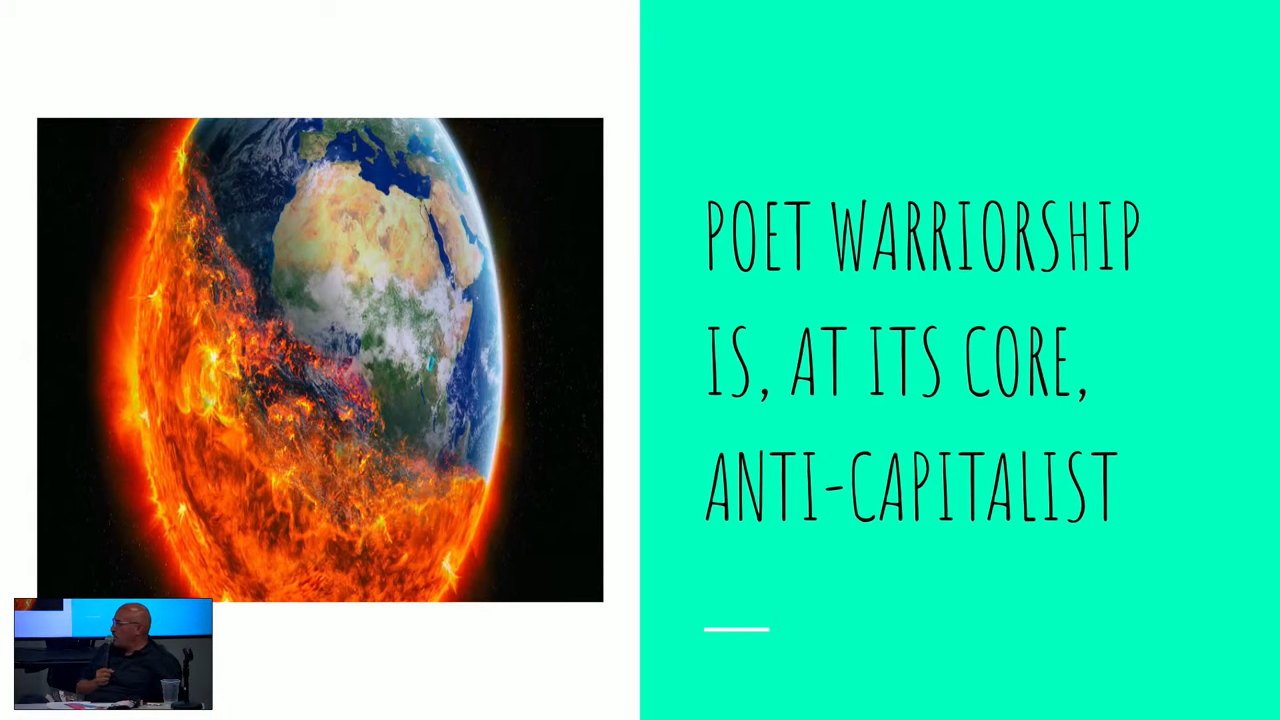 POET WARRIORSHIP
IS, AT ITS CORE,
ANTI-CAPITALIST